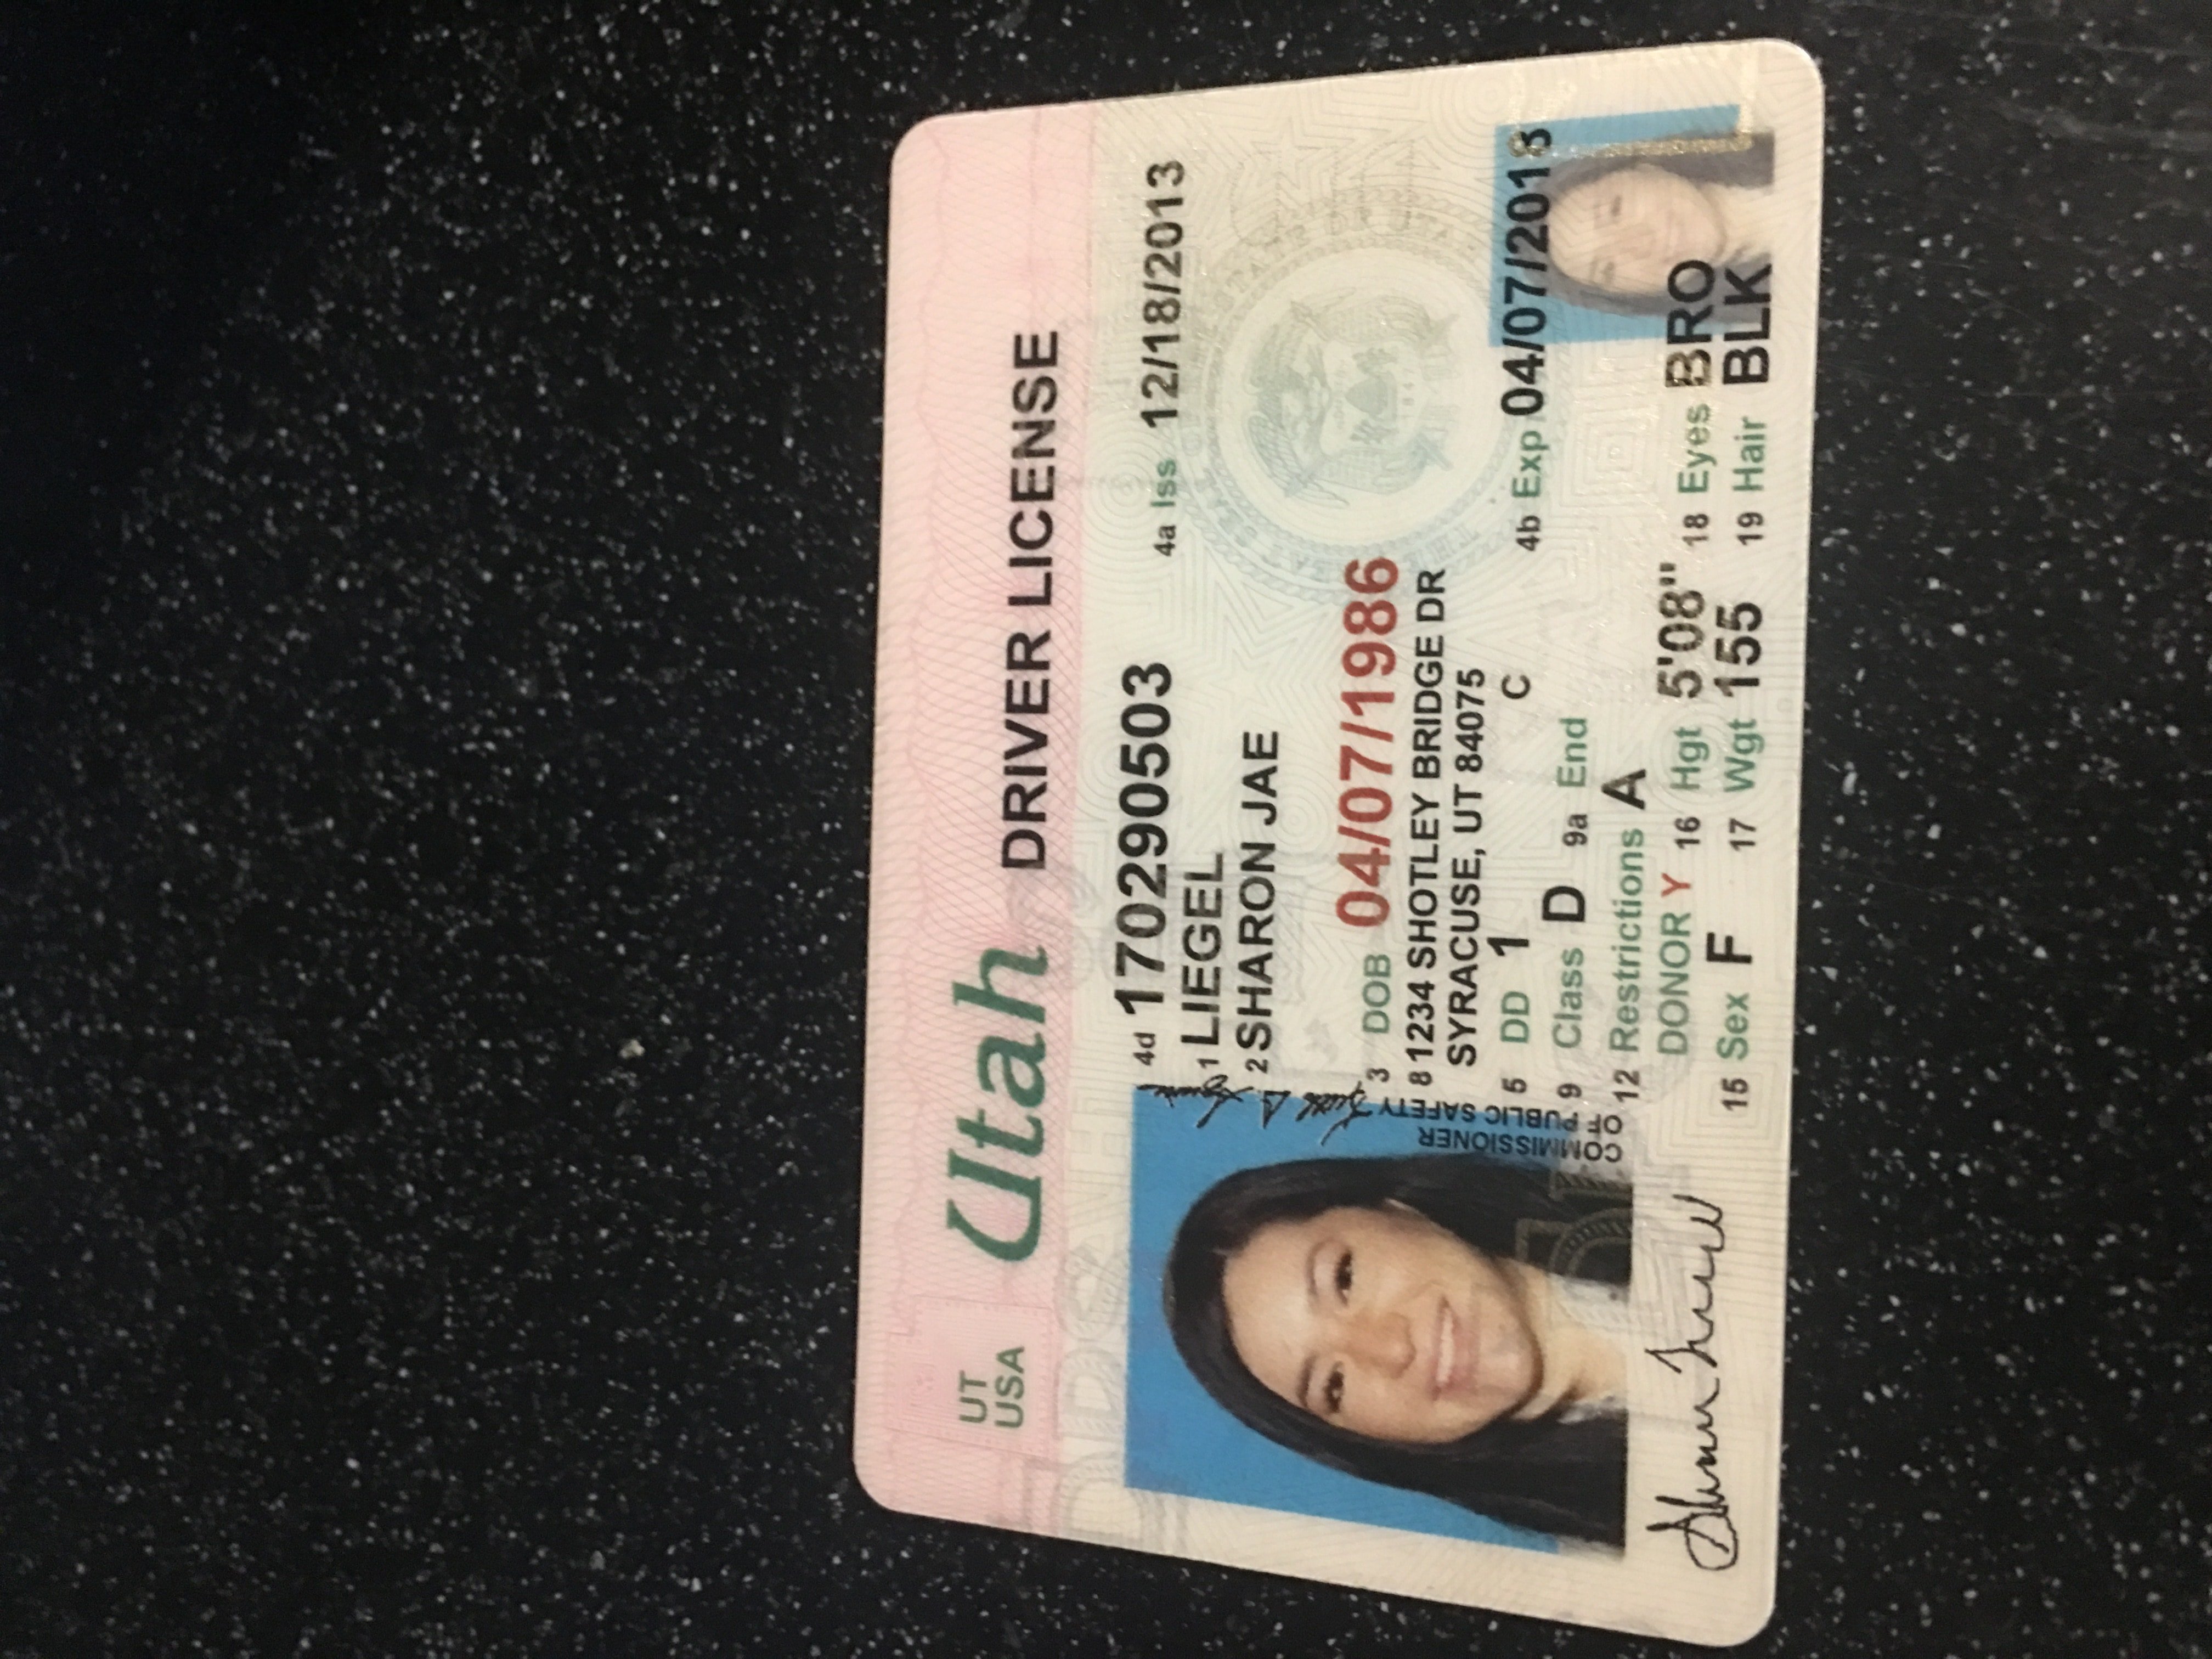 UT
USA
Utah DRIVER LICENSE
4d 170290503
4a Iss 12/18/2013
1 LIEGEL
2 SHARON JAE
3 DOB 04/07/1986
8 1234 SHOTLEY BRIDGE DR
SYRACUSE, UT 84075
5 DD 1 C
4b Exp 04/07/2018
9 Class D 9a End
12 Restrictions A
DONOR Y
16 Hgt 5'08" 18 Eyes BRO
15 Sex F 17 Wgt 155 19 Hair BLK
COMMISSIONER
OF PUBLIC SAFETY